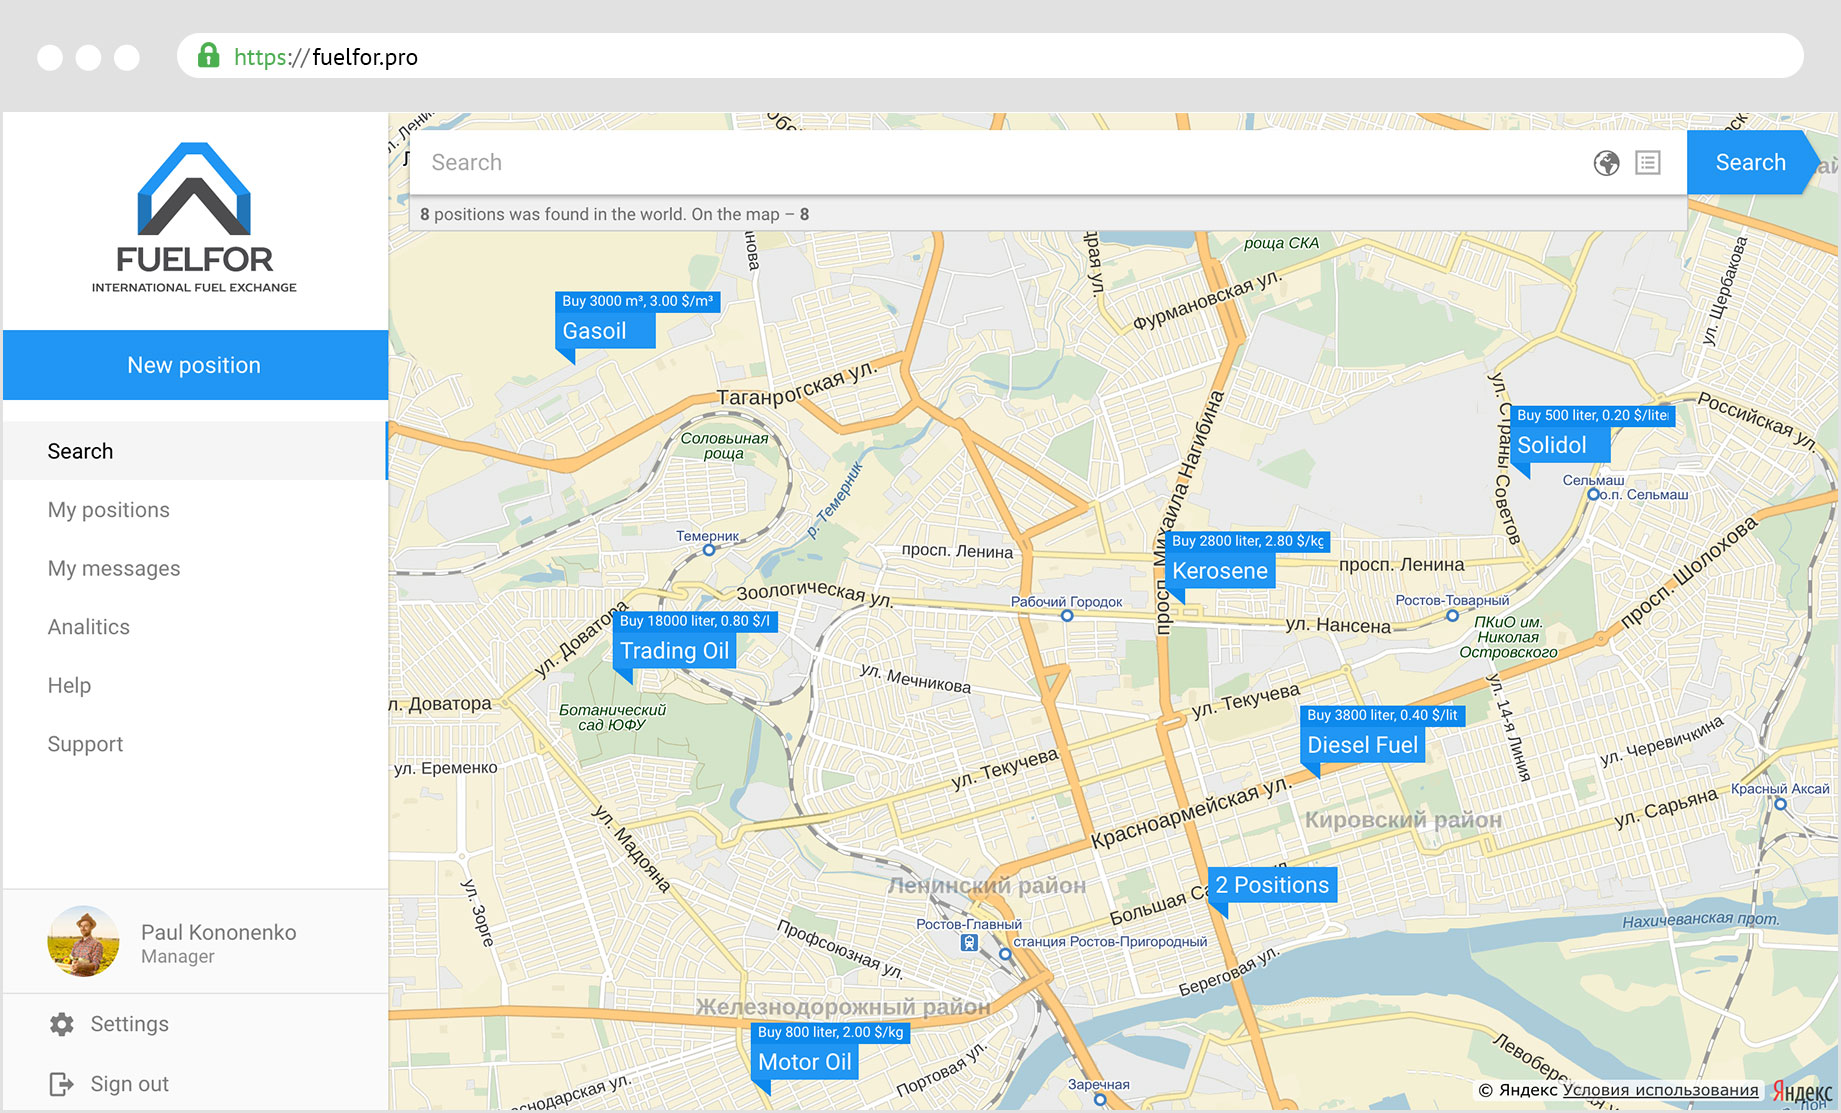 https://fuelfor.pro
FUELFOR
INTERNATIONAL FUEL EXCHANGE
New position
Search
My positions
My messages
Analitics
Help
Support
Paul Kononenko
Manager
Settings
Sign out
Search
Search
8 positions was found in the world. On the map – 8
роща СКА
Фурмановская ул.
ул. Щербакова
Buy 3000 m³, 3.00 $/m³
Gasoil
Таганрогская ул.
Соловьиная
роща
р. Темерник
Темерник
просп. Михаила Нагибина
ул. Страны Советов
Buy 500 liter, 0.20 $/liter
Solidol
Российская ул.
Сельмаш
о.п. Сельмаш
просп. Ленина
Buy 2800 liter, 2.80 $/kg
Kerosene
просп. Ленина
просп. Шолохова
Зоологическая ул.
Рабочий Городок
Ростов-Товарный
ул. Нансена
ПКиО им.
Николая
Островского
ул. Доватора
Buy 18000 liter, 0.80 $/l
Trading Oil
ул. Мечникова
л. Доватора
Ботанический
сад ЮФУ
ул. Текучева
ул. 14-я Линия
Buy 3800 liter, 0.40 $/lit
Diesel Fuel
ул. Черевичкина
ул. Еременко
ул. Текучева
Красный Аксай
Красноармейская ул.
Кировский район
ул. Сарьяна
ул. Мадояна
Ленинский район
2 Positions
Большая Са
ул.
ул. Зорге
Ростов-Главный
станция Ростов-Пригородный
Нахичеванская прот.
Профсоюзная ул.
Береговая ул.
Железнодорожный район
Buy 800 liter, 2.00 $/kg
Motor Oil
Портовая ул.
снодарская ул.
Заречная
Левобереж
© Яндекс Условия использования
Яндекс